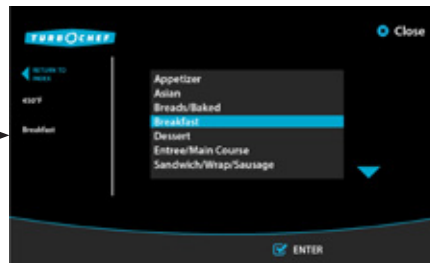 TURBOCHEF
Close
RETURN TO
INDEX
450°F
Breakfast
Appetizer
Asian
Breads/Baked
Breakfast
Dessert
Entree/Main Course
Sandwich/Wrap/Sausage
ENTER